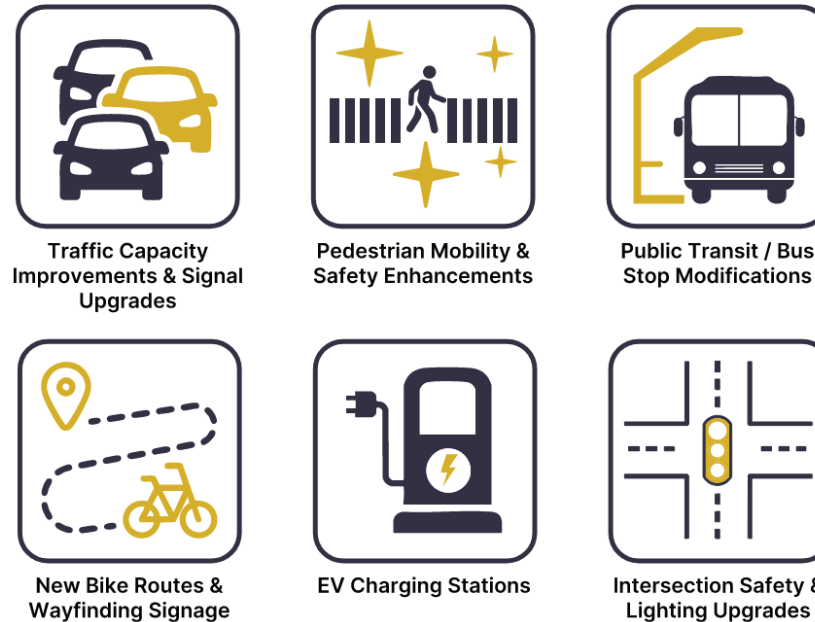 Traffic Capacity
Improvements & Signal
Upgrades
Pedestrian Mobility &
Safety Enhancements
Public Transit / Bus
Stop Modifications
New Bike Routes &
Wayfinding Signage
EV Charging Stations
Intersection Safety &
Lighting Upgrades